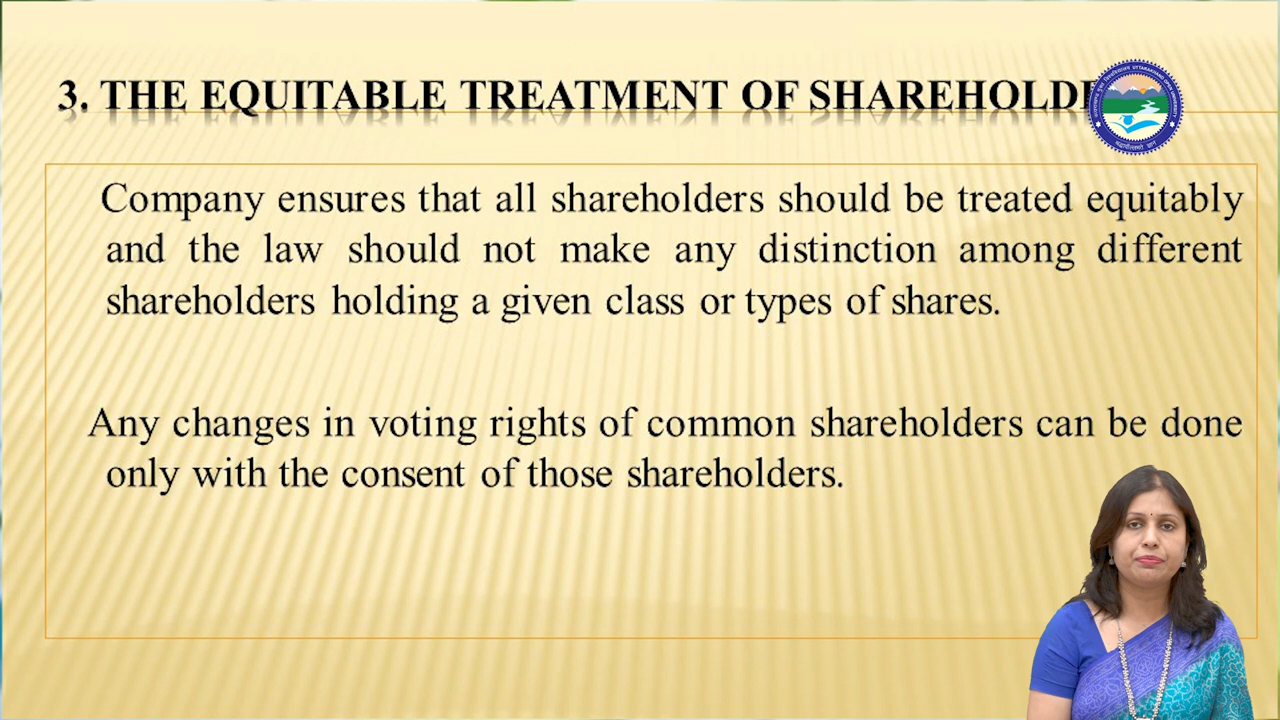 3. THE EQUITABLE TREATMENT OF SHAREHOLD
Company ensures that all shareholders should be treated equitably
and the law should not make any distinction among different
shareholders holding a given class or types of shares.
Any changes in voting rights of common shareholders can be done
only with the consent of those shareholders.